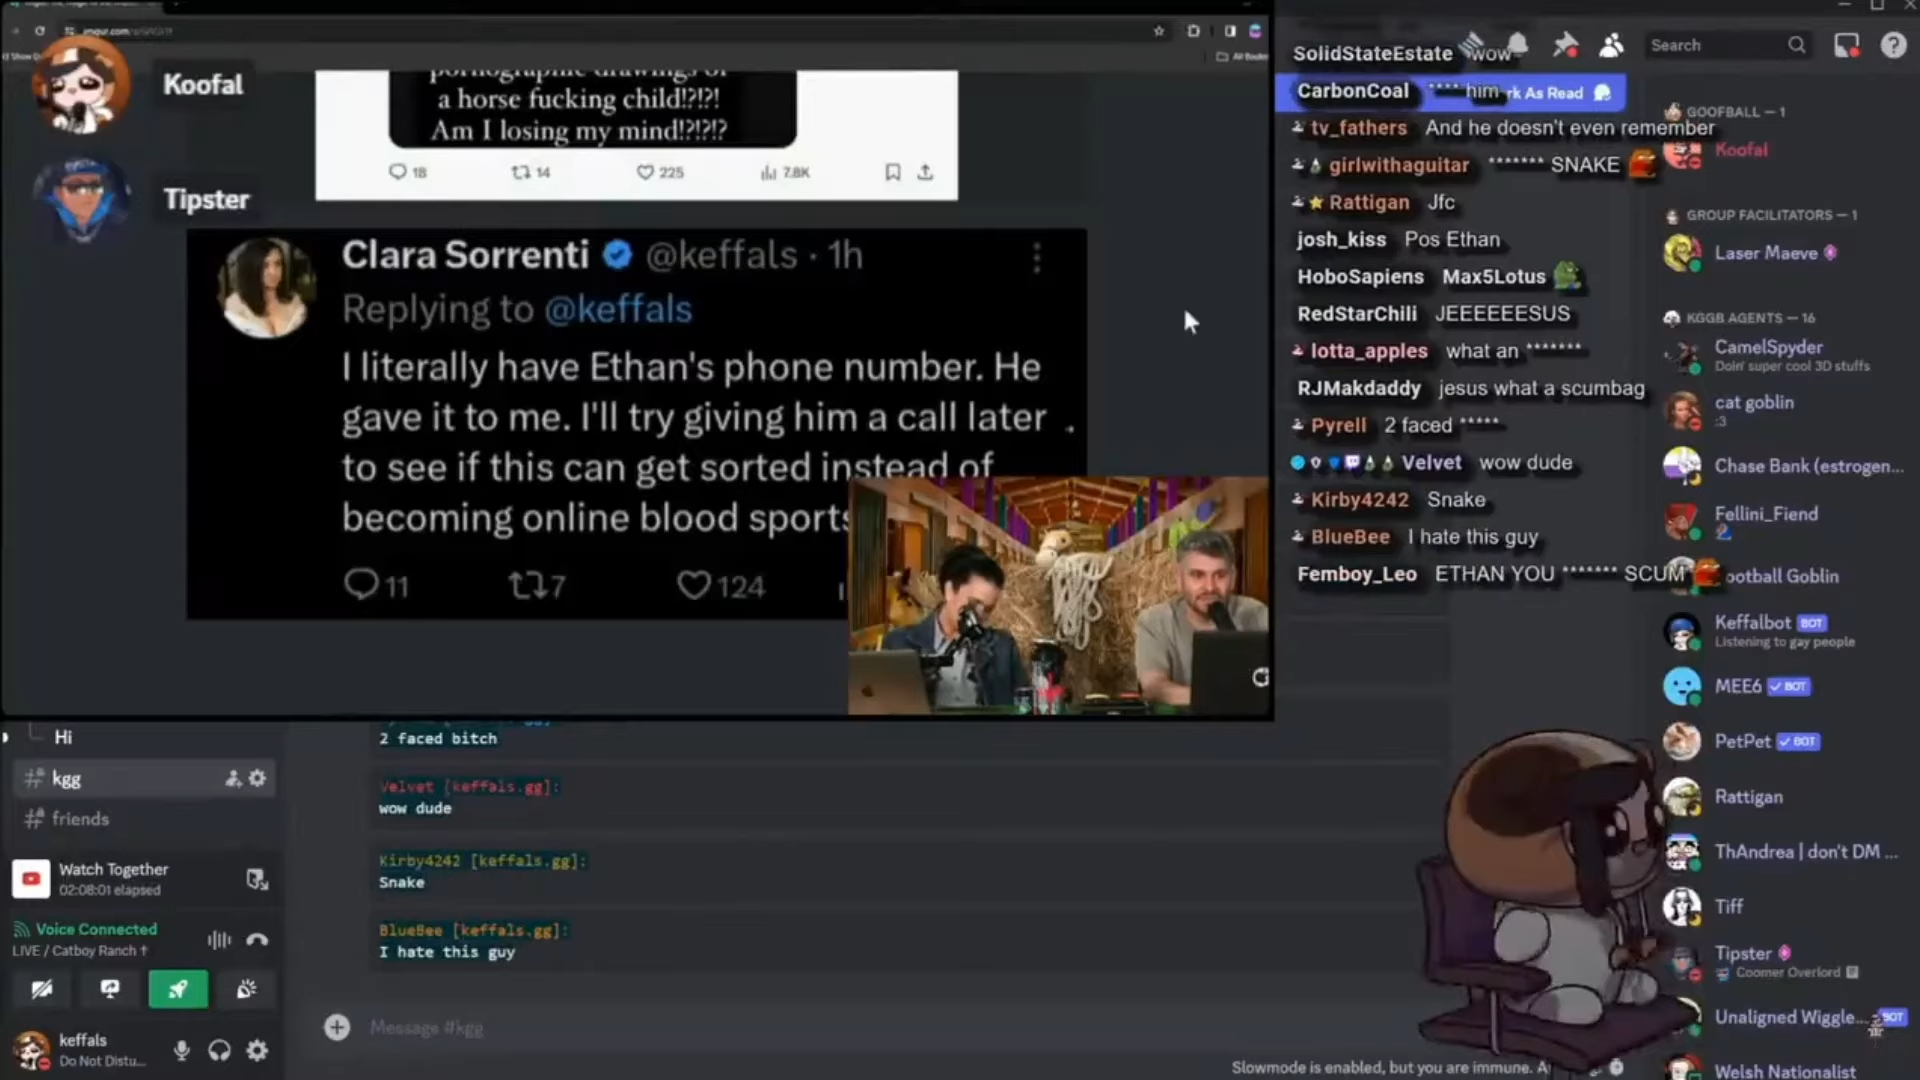 imgur.com
All Bookm
Koofal
Tipster
pornographic drawings of
a horse fucking child!?!?!
Am I losing my mind!?!?!?
18
14
225
7.8K
Clara Sorrenti @keffals · 1h
Replying to @keffals
I literally have Ethan's phone number. He
gave it to me. I'll try giving him a call later
to see if this can get sorted instead of
becoming online blood sports
11
7
124
SolidStateEstate wow
CarbonCoal **** him
rk As Read
tv_fathers And he doesn't even remember
girlwithaguitar ******* SNAKE
Rattigan Jfc
josh_kiss Pos Ethan
HoboSapiens Max5Lotus
RedStarChili JEEEEEESUS
lotta_apples what an *******
RJMakdaddy jesus what a scumbag
Pyrell 2 faced *****
Velvet wow dude
Kirby4242 Snake
BlueBee I hate this guy
Femboy_Leo ETHAN YOU ******* SCUM
Search
GOOFBALL — 1
Koofal
GROUP FACILITATORS — 1
Laser Maeve
KGGB AGENTS — 16
CamelSpyder
Doin' super cool 3D stuffs
cat goblin
:3
Chase Bank (estrogen...
Fellini_Fiend
ootball Goblin
Keffalbot BOT
Listening to gay people
MEE6 BOT
PetPet BOT
Rattigan
ThAndrea | don't DM ...
Tiff
Tipster
Coomer Overlord
Unaligned Wiggle... BOT
Welsh Nationalist
Hi
kgg
friends
Watch Together
02:08:01 elapsed
Voice Connected
LIVE / Catboy Ranch
keffals
Do Not Distu...
2 faced bitch
Velvet [keffals.gg]:
wow dude
Kirby4242 [keffals.gg]:
Snake
BlueBee [keffals.gg]:
I hate this guy
Message #kgg
Slowmode is enabled, but you are immune. A